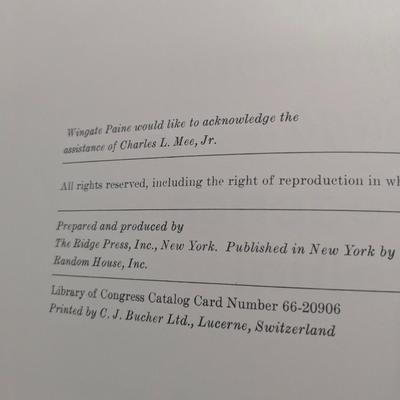 Wingate Paine would like to acknowledge the
assistance of Charles L. Mee, Jr.
All rights reserved, including the right of reproduction in wh
Prepared and produced by
The Ridge Press, Inc., New York. Published in New York by
Random House, Inc.
Library of Congress Catalog Card Number 66-20906
Printed by C. J. Bucher Ltd., Lucerne, Switzerland